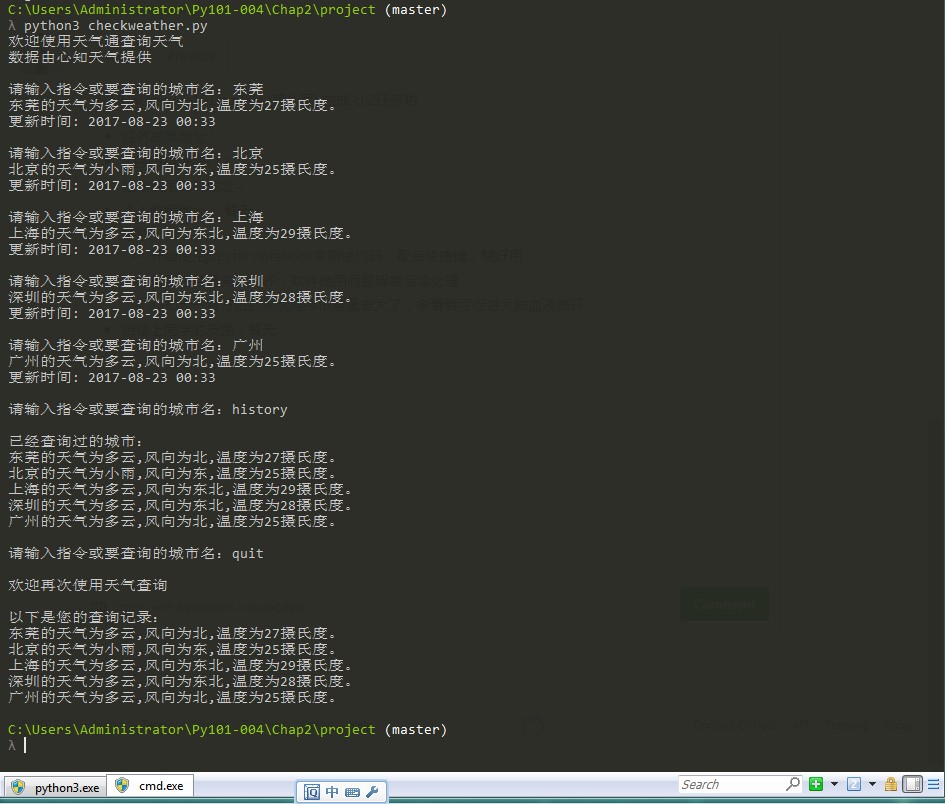 C:\Users\Administrator\Py101-004\Chap2\project (master)
λ python3 checkweather.py
欢迎使用天气通查询天气
数据由心知天气提供
请输入指令或要查询的城市名：东莞
东莞的天气为多云,风向为北,温度为27摄氏度。
更新时间: 2017-08-23 00:33
请输入指令或要查询的城市名：北京
北京的天气为小雨,风向为东,温度为25摄氏度。
更新时间: 2017-08-23 00:33
请输入指令或要查询的城市名：上海
上海的天气为多云,风向为东北,温度为29摄氏度。
更新时间: 2017-08-23 00:33
请输入指令或要查询的城市名：深圳
深圳的天气为多云,风向为东北,温度为28摄氏度。
更新时间: 2017-08-23 00:33
请输入指令或要查询的城市名：广州
广州的天气为多云,风向为北,温度为25摄氏度。
更新时间: 2017-08-23 00:33
请输入指令或要查询的城市名：history
已经查询过的城市：
东莞的天气为多云,风向为北,温度为27摄氏度。
北京的天气为小雨,风向为东,温度为25摄氏度。
上海的天气为多云,风向为东北,温度为29摄氏度。
深圳的天气为多云,风向为东北,温度为28摄氏度。
广州的天气为多云,风向为北,温度为25摄氏度。
请输入指令或要查询的城市名：quit
欢迎再次使用天气查询
以下是您的查询记录：
东莞的天气为多云,风向为北,温度为27摄氏度。
北京的天气为小雨,风向为东,温度为25摄氏度。
上海的天气为多云,风向为东北,温度为29摄氏度。
深圳的天气为多云,风向为东北,温度为28摄氏度。
广州的天气为多云,风向为北,温度为25摄氏度。
C:\Users\Administrator\Py101-004\Chap2\project (master)
λ
python3.exe cmd.exe 中 Search